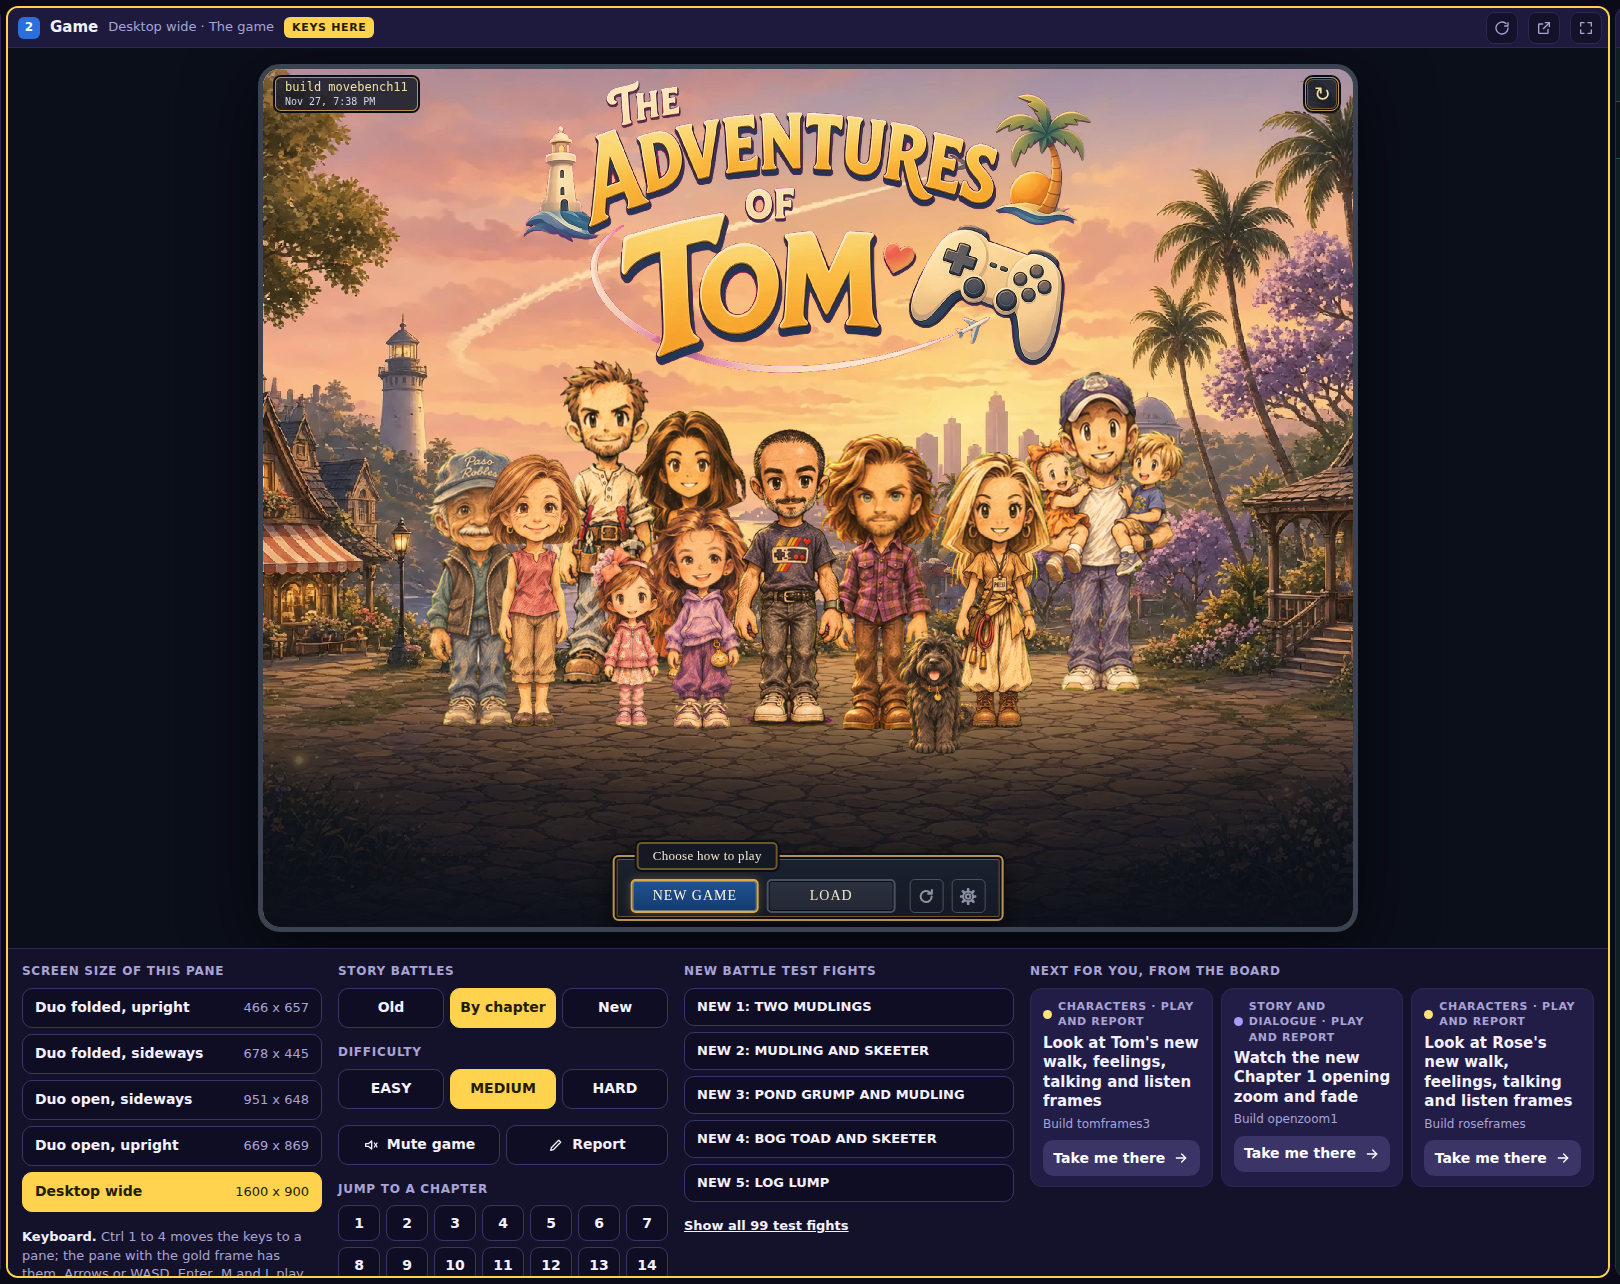 2 Game Desktop wide · The game KEYS HERE
build movebench11
Nov 27, 7:38 PM
THE
ADVENTURES
OF
TOM
Paso
Robles
PRESS
Choose how to play
NEW GAME LOAD
SCREEN SIZE OF THIS PANE
Duo folded, upright 466 x 657
Duo folded, sideways 678 x 445
Duo open, sideways 951 x 648
Duo open, upright 669 x 869
Desktop wide 1600 x 900
Keyboard. Ctrl 1 to 4 moves the keys to a
pane; the pane with the gold frame has
them. Arrows or WASD, Enter, M and I play
STORY BATTLES
Old By chapter New
DIFFICULTY
EASY MEDIUM HARD
Mute game Report
JUMP TO A CHAPTER
1 2 3 4 5 6 7
8 9 10 11 12 13 14
NEW BATTLE TEST FIGHTS
NEW 1: TWO MUDLINGS
NEW 2: MUDLING AND SKEETER
NEW 3: POND GRUMP AND MUDLING
NEW 4: BOG TOAD AND SKEETER
NEW 5: LOG LUMP
Show all 99 test fights
NEXT FOR YOU, FROM THE BOARD
CHARACTERS · PLAY
AND REPORT
Look at Tom's new
walk, feelings,
talking and listen
frames
Build tomframes3
Take me there
STORY AND
DIALOGUE · PLAY
AND REPORT
Watch the new
Chapter 1 opening
zoom and fade
Build openzoom1
Take me there
CHARACTERS · PLAY
AND REPORT
Look at Rose's
new walk,
feelings, talking
and listen frames
Build roseframes
Take me there